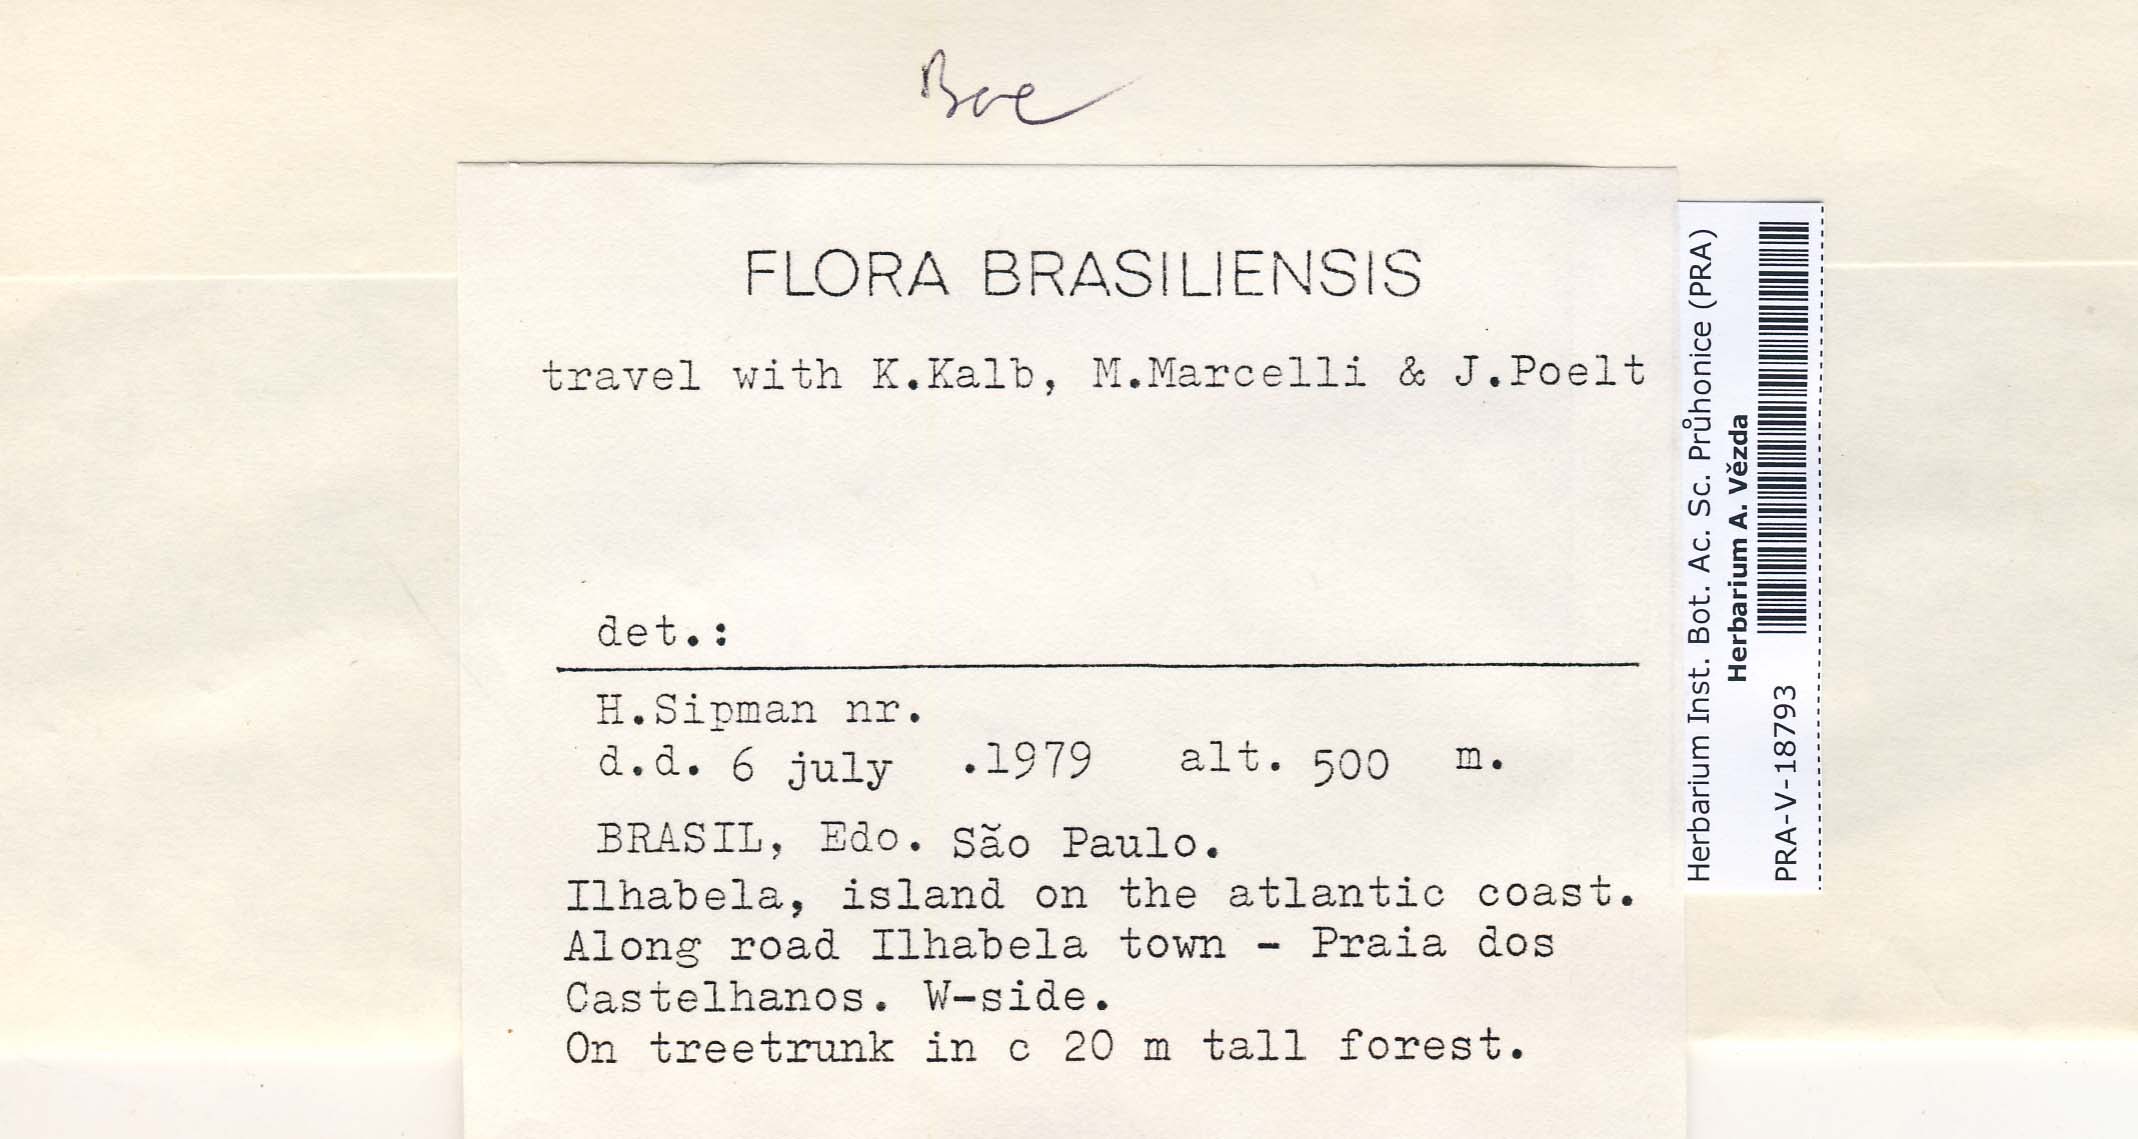 FLORA BRASILIENSIS
travel with K.Kalb, M.Marcelli & J.Poelt
det.:
H.Sipman nr.
d.d. 6 july .1979 alt. 500 m.
BRASIL, Edo. São Paulo.
Ilhabela, island on the atlantic coast.
Along road Ilhabela town - Praia dos
Castelhanos. W-side.
On treetrunk in c 20 m tall forest.
Herbarium Inst. Bot. Ac. Sc. Průhonice (PRA)
Herbarium A. Vězda
PRA-V-18793